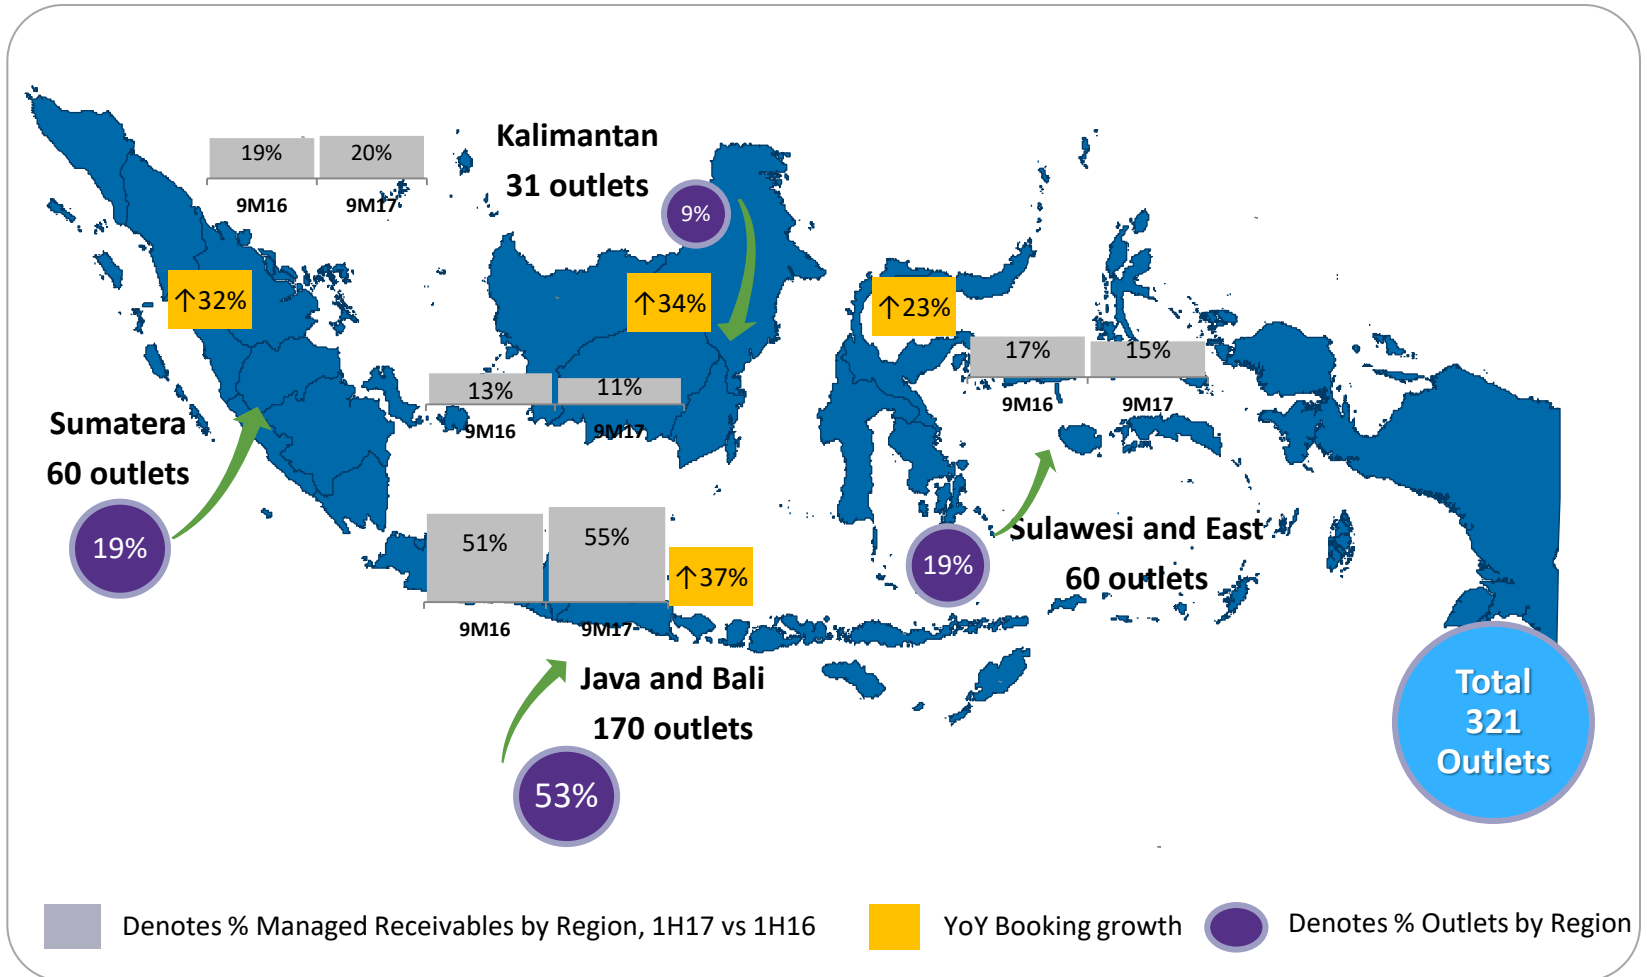 Kalimantan
31 outlets
9%
19%
20%
9M16
9M17
↑32%
↑34%
↑23%
17%
15%
9M16
9M17
13%
11%
9M16
9M17
Sumatera
60 outlets
19%
51%
55%
↑37%
9M16
9M17
Sulawesi and East
60 outlets
19%
Java and Bali
170 outlets
53%
Total
321
Outlets
Denotes % Managed Receivables by Region, 1H17 vs 1H16
YoY Booking growth
Denotes % Outlets by Region